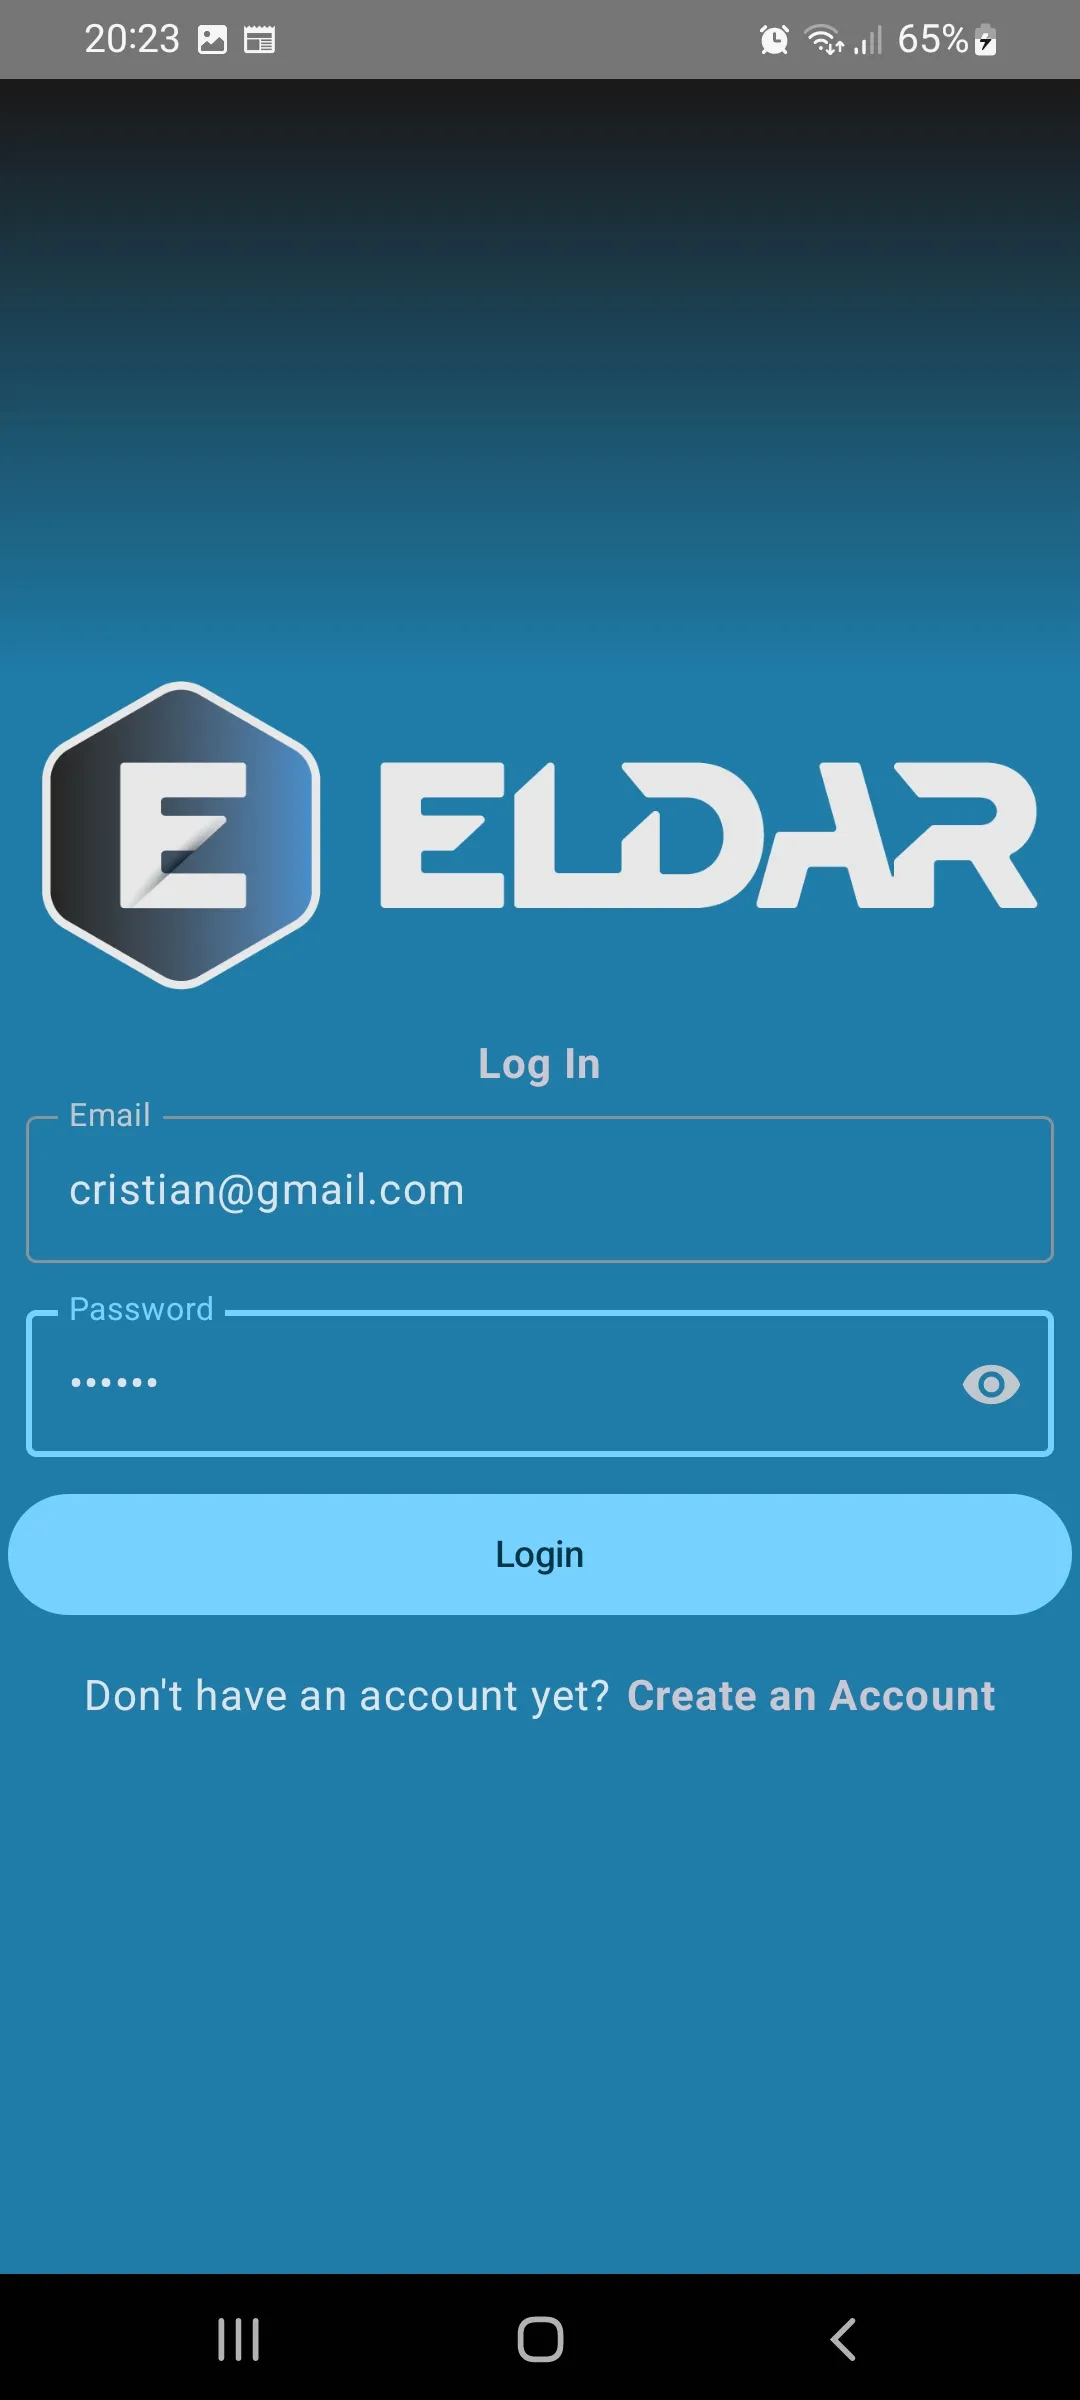 20:23 65%
E ELDAR
Log In
Email
cristian@gmail.com
Password
••••••
Login
Don't have an account yet? Create an Account